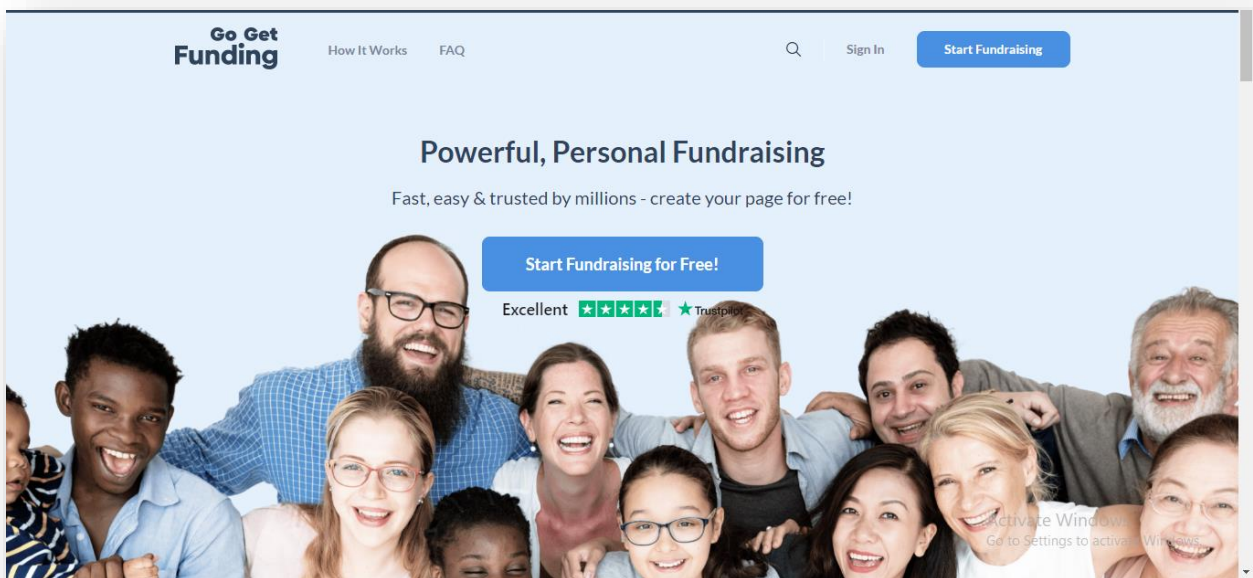 Go Get
Funding
How It Works
FAQ
Sign In
Start Fundraising
Powerful, Personal Fundraising
Fast, easy & trusted by millions - create your page for free!
Start Fundraising for Free!
Excellent
Trustpilot
Activate Windows
Go to Settings to activate Windows.